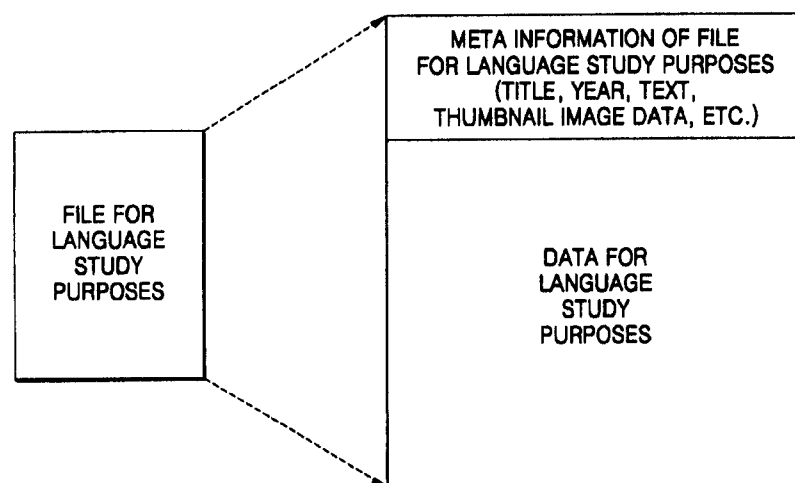 META INFORMATION OF FILE
FOR LANGUAGE STUDY PURPOSES
(TITLE, YEAR, TEXT,
THUMBNAIL IMAGE DATA, ETC.)
FILE FOR
LANGUAGE
STUDY
PURPOSES
DATA FOR
LANGUAGE
STUDY
PURPOSES